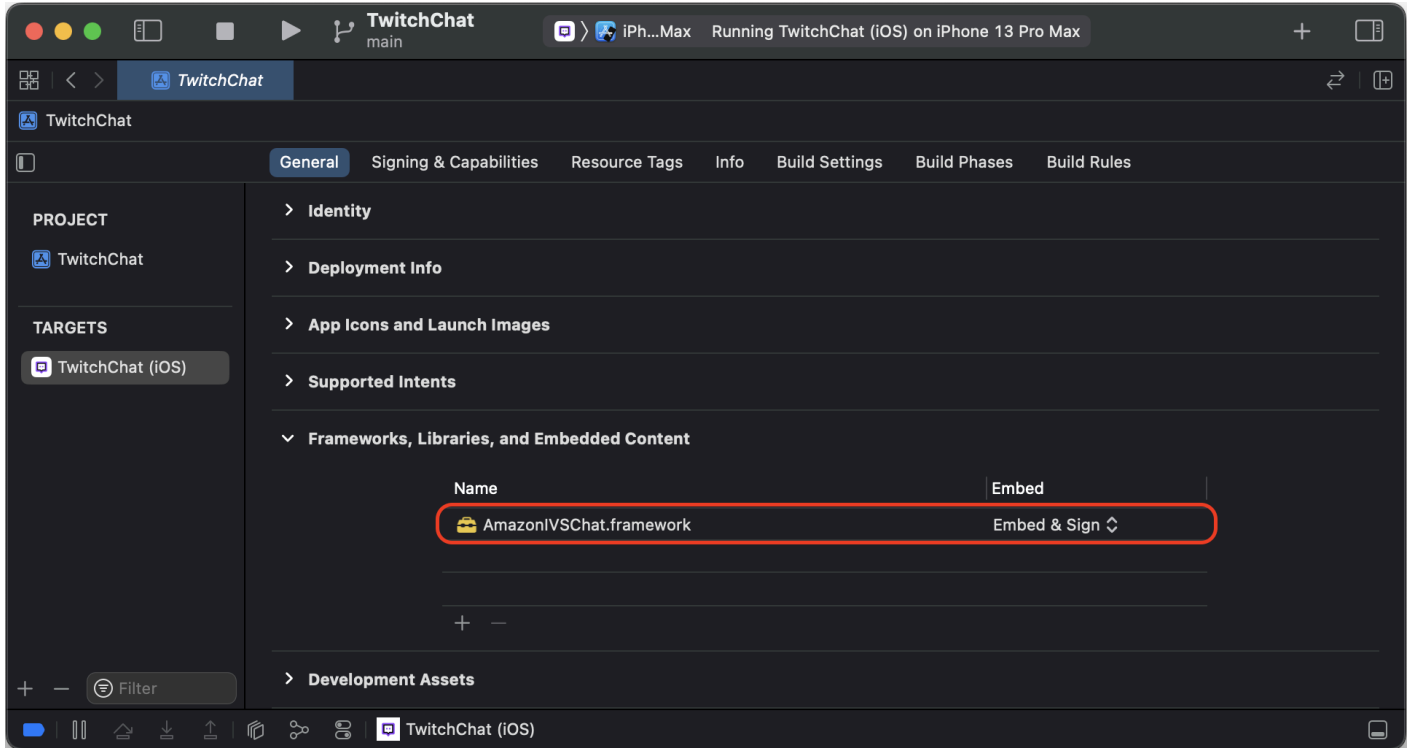 TwitchChat
main
iPh...Max Running TwitchChat (iOS) on iPhone 13 Pro Max
TwitchChat
TwitchChat
General Signing & Capabilities Resource Tags Info Build Settings Build Phases Build Rules
PROJECT
TwitchChat
TARGETS
TwitchChat (iOS)
Filter
Identity
Deployment Info
App Icons and Launch Images
Supported Intents
Frameworks, Libraries, and Embedded Content
Name Embed
AmazonIVSChat.framework Embed & Sign
Development Assets
TwitchChat (iOS)